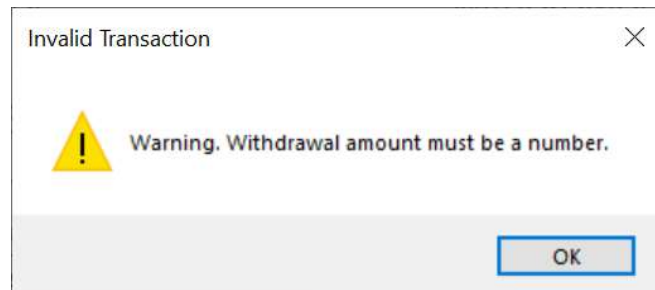 Invalid Transaction
Warning. Withdrawal amount must be a number.
OK